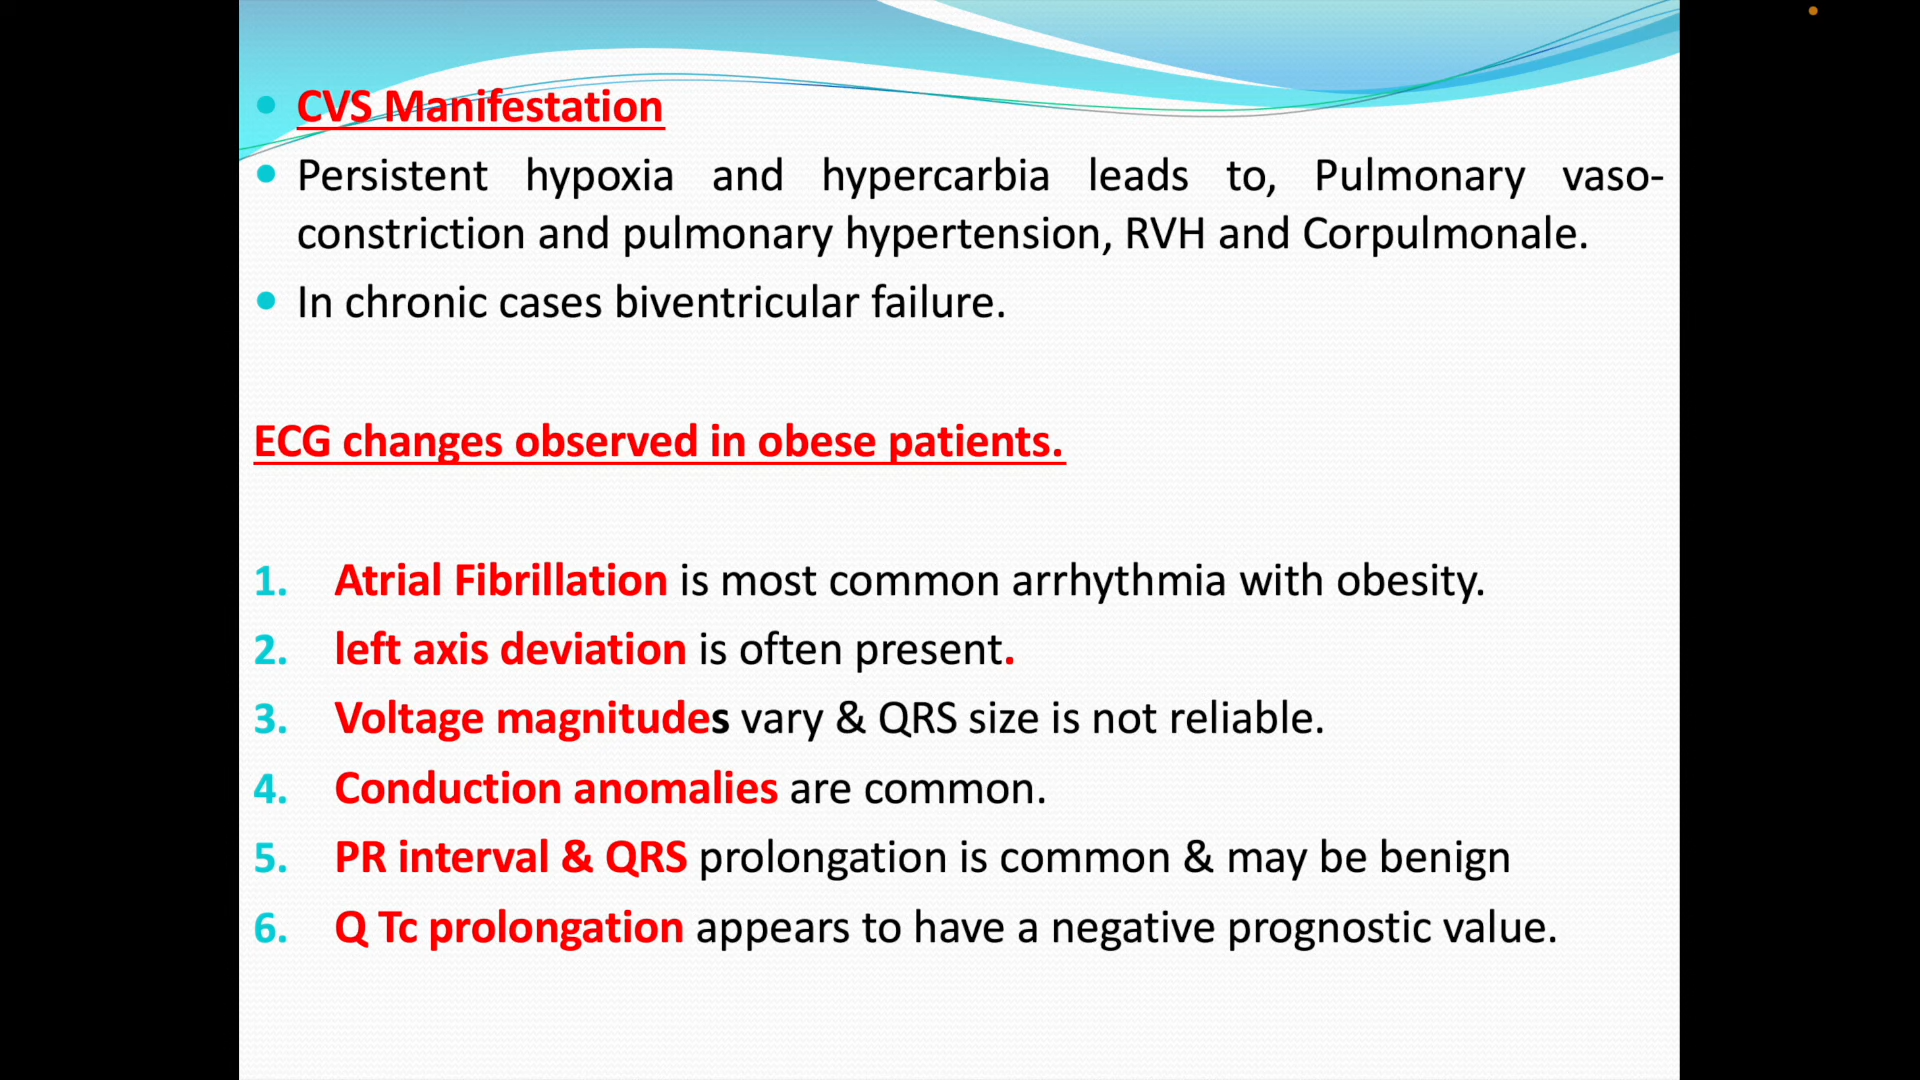 CVS Manifestation
Persistent hypoxia and hypercarbia leads to, Pulmonary vaso-
constriction and pulmonary hypertension, RVH and Corpulmonale.
In chronic cases biventricular failure.
ECG changes observed in obese patients.
1. Atrial Fibrillation is most common arrhythmia with obesity.
2. left axis deviation is often present.
3. Voltage magnitudes vary & QRS size is not reliable.
4. Conduction anomalies are common.
5. PR interval & QRS prolongation is common & may be benign
6. Q Tc prolongation appears to have a negative prognostic value.